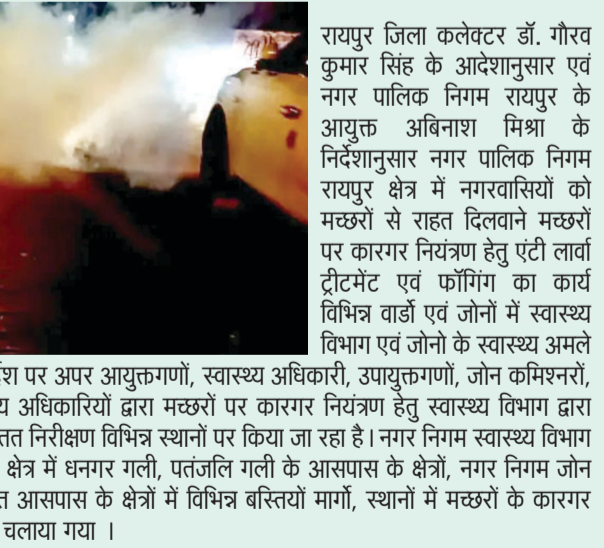 रायपुर जिला कलेक्टर डॉ. गौरव
कुमार सिंह के आदेशानुसार एवं
नगर पालिक निगम रायपुर के
आयुक्त अबिनाश मिश्रा के
निर्देशानुसार नगर पालिक निगम
रायपुर क्षेत्र में नगरवासियों को
मच्छरों से राहत दिलवाने मच्छरों
पर कारगर नियंत्रण हेतु एंटी लार्वा
ट्रीटमेंट एवं फॉगिंग का कार्य
विभिन्न वार्डो एवं जोनों में स्वास्थ्य
विभाग एवं जोनो के स्वास्थ्य अमले
पर अपर आयुक्तगणों, स्वास्थ्य अधिकारी, उपायुक्तगणों, जोन कमिश्नरों,
अधिकारियों द्वारा मच्छरों पर कारगर नियंत्रण हेतु स्वास्थ्य विभाग द्वारा
निरीक्षण विभिन्न स्थानों पर किया जा रहा है। नगर निगम स्वास्थ्य विभाग
क्षेत्र में धनगर गली, पतंजलि गली के आसपास के क्षेत्रों, नगर निगम जोन
आसपास के क्षेत्रों में विभिन्न बस्तियों मार्गो, स्थानों में मच्छरों के कारगर
चलाया गया ।